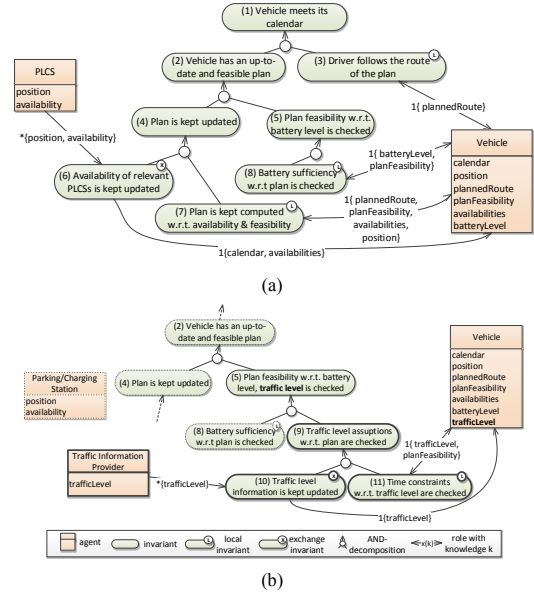 (1) Vehicle meets its
calendar
(2) Vehicle has an up-to-
date and feasible plan
(3) Driver follows the route
of the plan
L
PLCS
position
availability
(4) Plan is kept updated
(5) Plan feasibility w.r.t.
battery level is checked
1{ plannedRoute}
*{position, availability}
(6) Availability of relevant
PLCSs is kept updated
X
(8) Battery sufficiency
w.r.t plan is checked
L
1{ batteryLevel,
planFeasibility}
Vehicle
calendar
position
plannedRoute
planFeasibility
availabilities
batteryLevel
(7) Plan is kept computed
w.r.t. availability & feasibility
L
1{ plannedRoute,
planFeasibility,
availabilities,
position}
1{calendar, availabilities}
(a)
(2) Vehicle has an up-to-
date and feasible plan
Vehicle
calendar
position
plannedRoute
planFeasibility
availabilities
batteryLevel
trafficLevel
Parking/Charging
Station
position
availability
(4) Plan is kept updated
(5) Plan feasibility w.r.t. battery
level, traffic level is checked
(8) Battery sufficiency
w.r.t plan is checked
L
(9) Traffic level assuptions
w.r.t. plan are checked
1{ trafficLevel,
planFeasibility}
Traffic Information
Provider
trafficLevel
*{trafficLevel}
(10) Traffic level
information is kept updated
X
(11) Time constraints
w.r.t. traffic level are checked
L
1{trafficLevel}
agent
invariant
L
local
invariant
X
exchange
invariant
AND-
decomposition
x{k}
role with
knowledge k
(b)